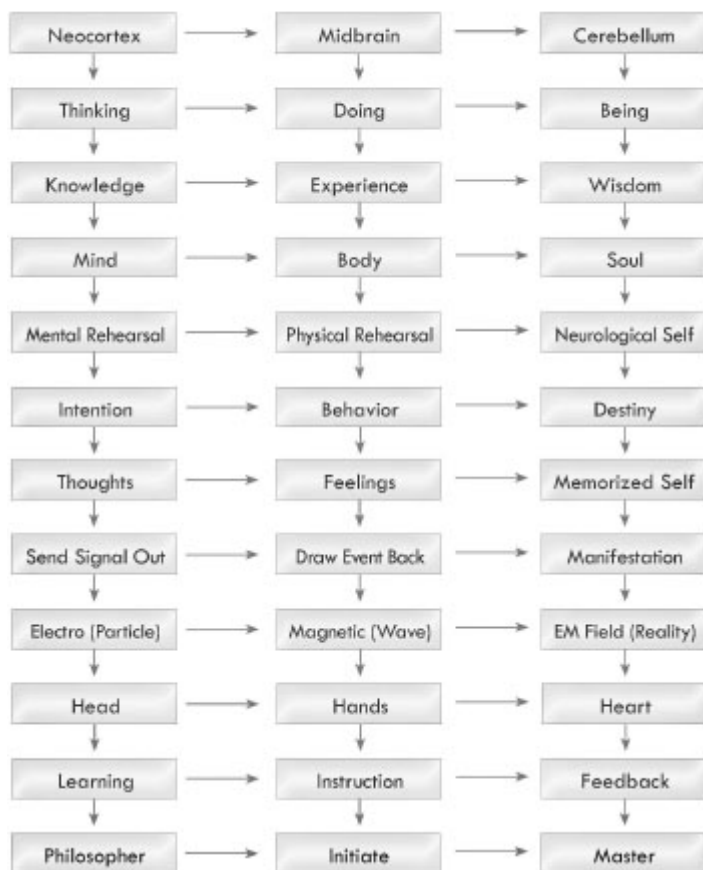 Neocortex Midbrain Cerebellum
Thinking Doing Being
Knowledge Experience Wisdom
Mind Body Soul
Mental Rehearsal Physical Rehearsal Neurological Self
Intention Behavior Destiny
Thoughts Feelings Memorized Self
Send Signal Out Draw Event Back Manifestation
Electro (Particle) Magnetic (Wave) EM Field (Reality)
Head Hands Heart
Learning Instruction Feedback
Philosopher Initiate Master